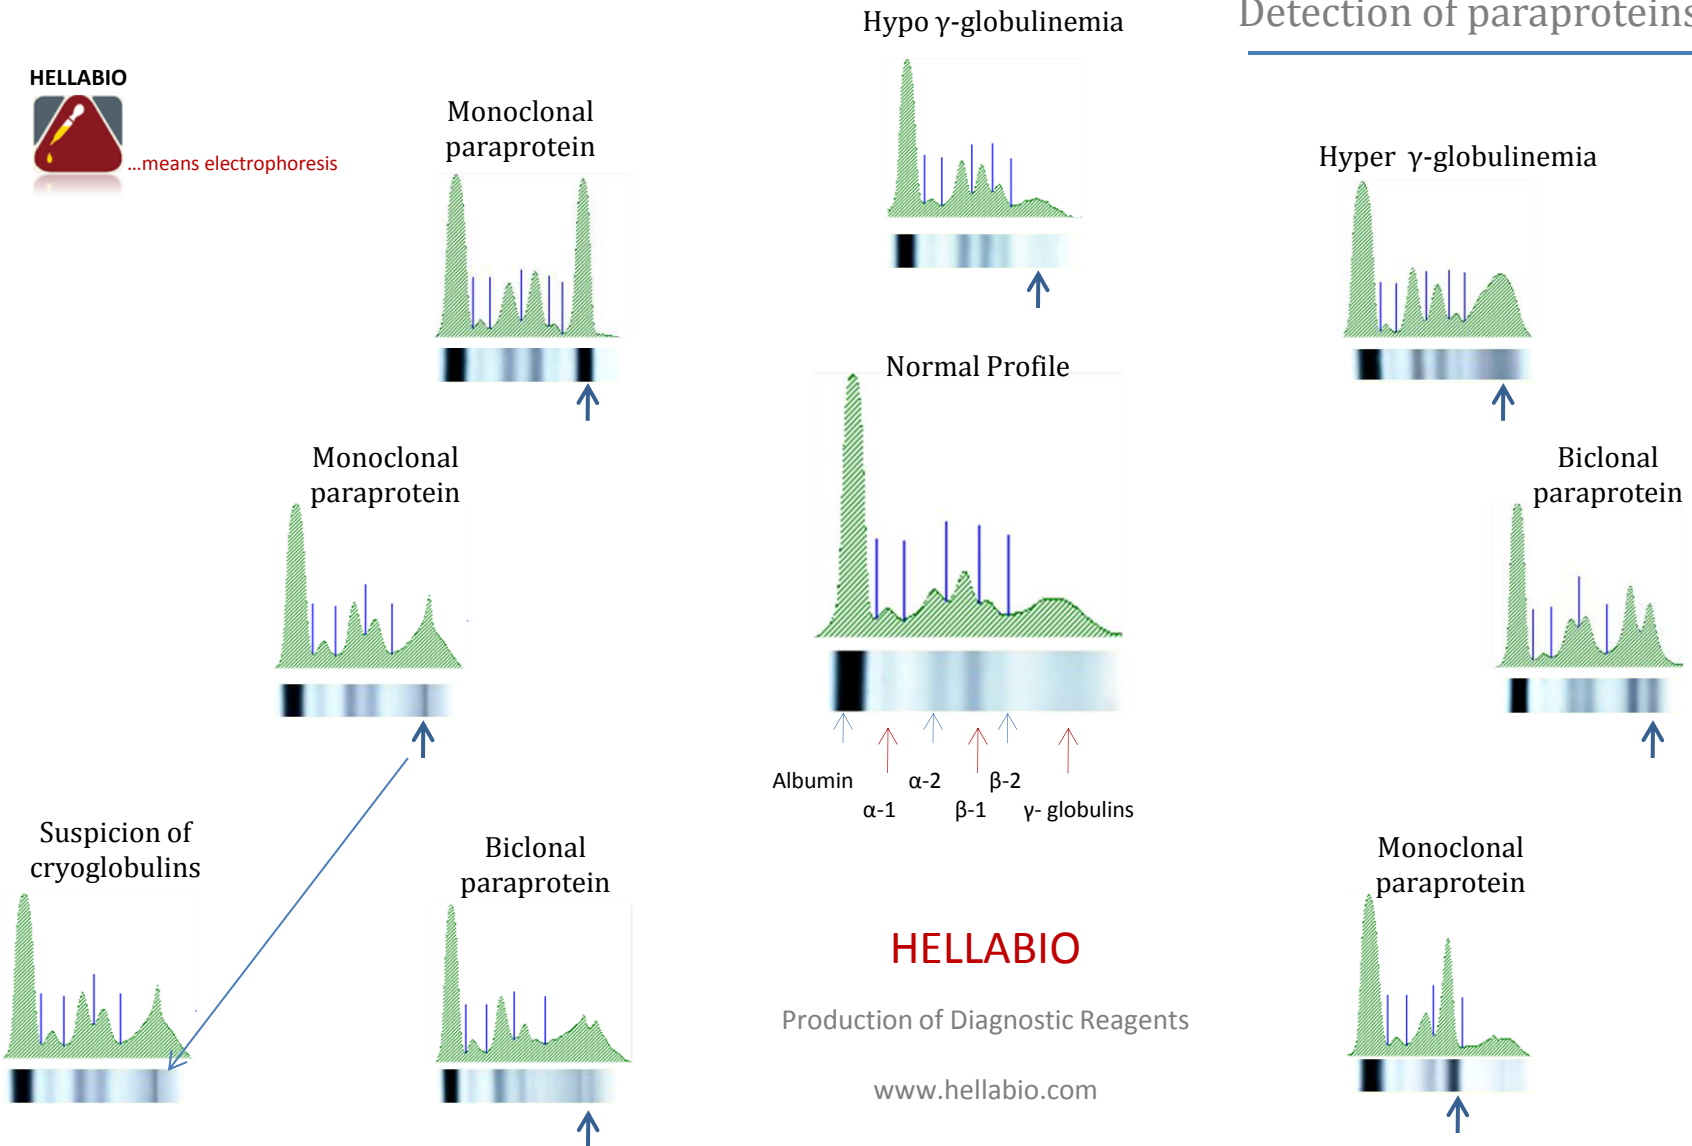 Detection of paraproteins
Hypo γ-globulinemia
HELLABIO
...means electrophoresis
Monoclonal
paraprotein
Hyper γ-globulinemia
Normal Profile
Monoclonal
paraprotein
Biclonal
paraprotein
Albumin
α-1
α-2
β-1
β-2
γ- globulins
Suspicion of
cryoglobulins
Biclonal
paraprotein
Monoclonal
paraprotein
HELLABIO
Production of Diagnostic Reagents
www.hellabio.com